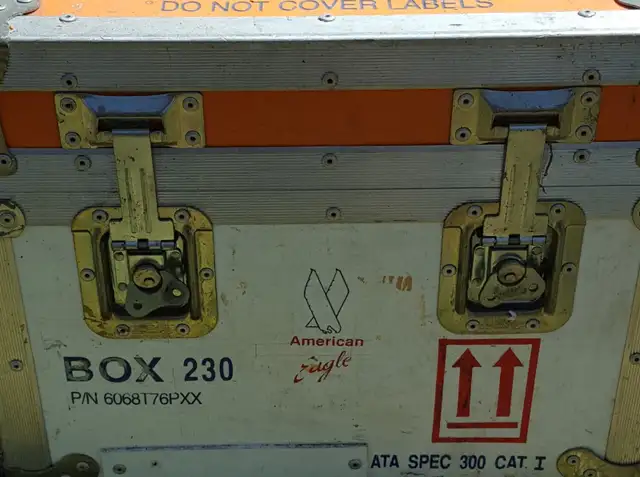 DO NOT COVER LABELS
American
Eagle
BOX 230
P/N 6068T76PXX
ATA SPEC 300 CAT. I